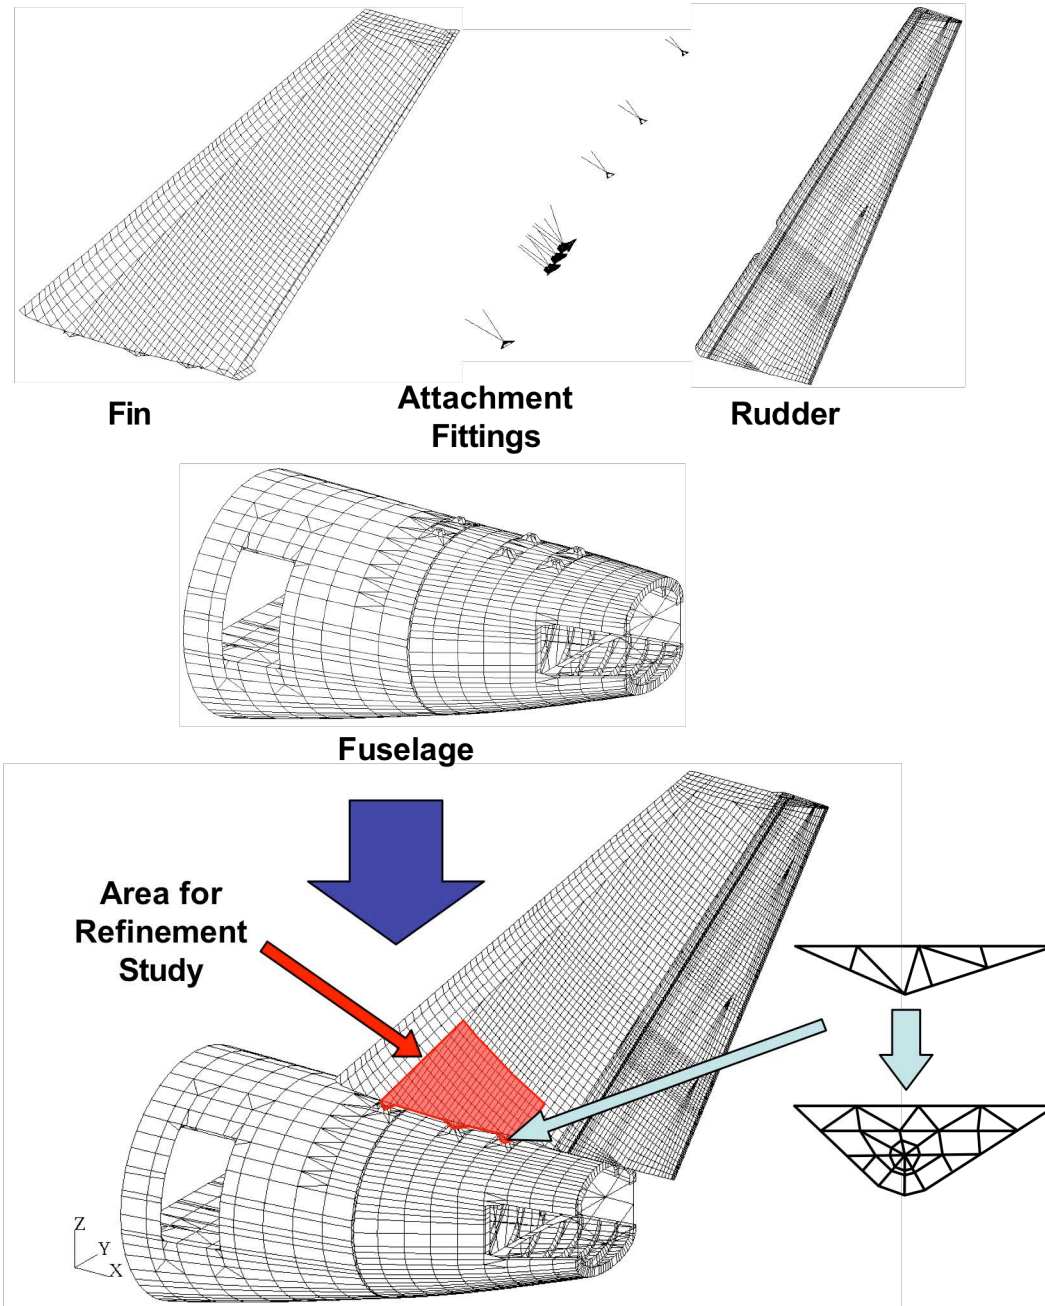 Fin
Attachment
Fittings
Rudder
Fuselage
Area for
Refinement
Study
Z
Y
X